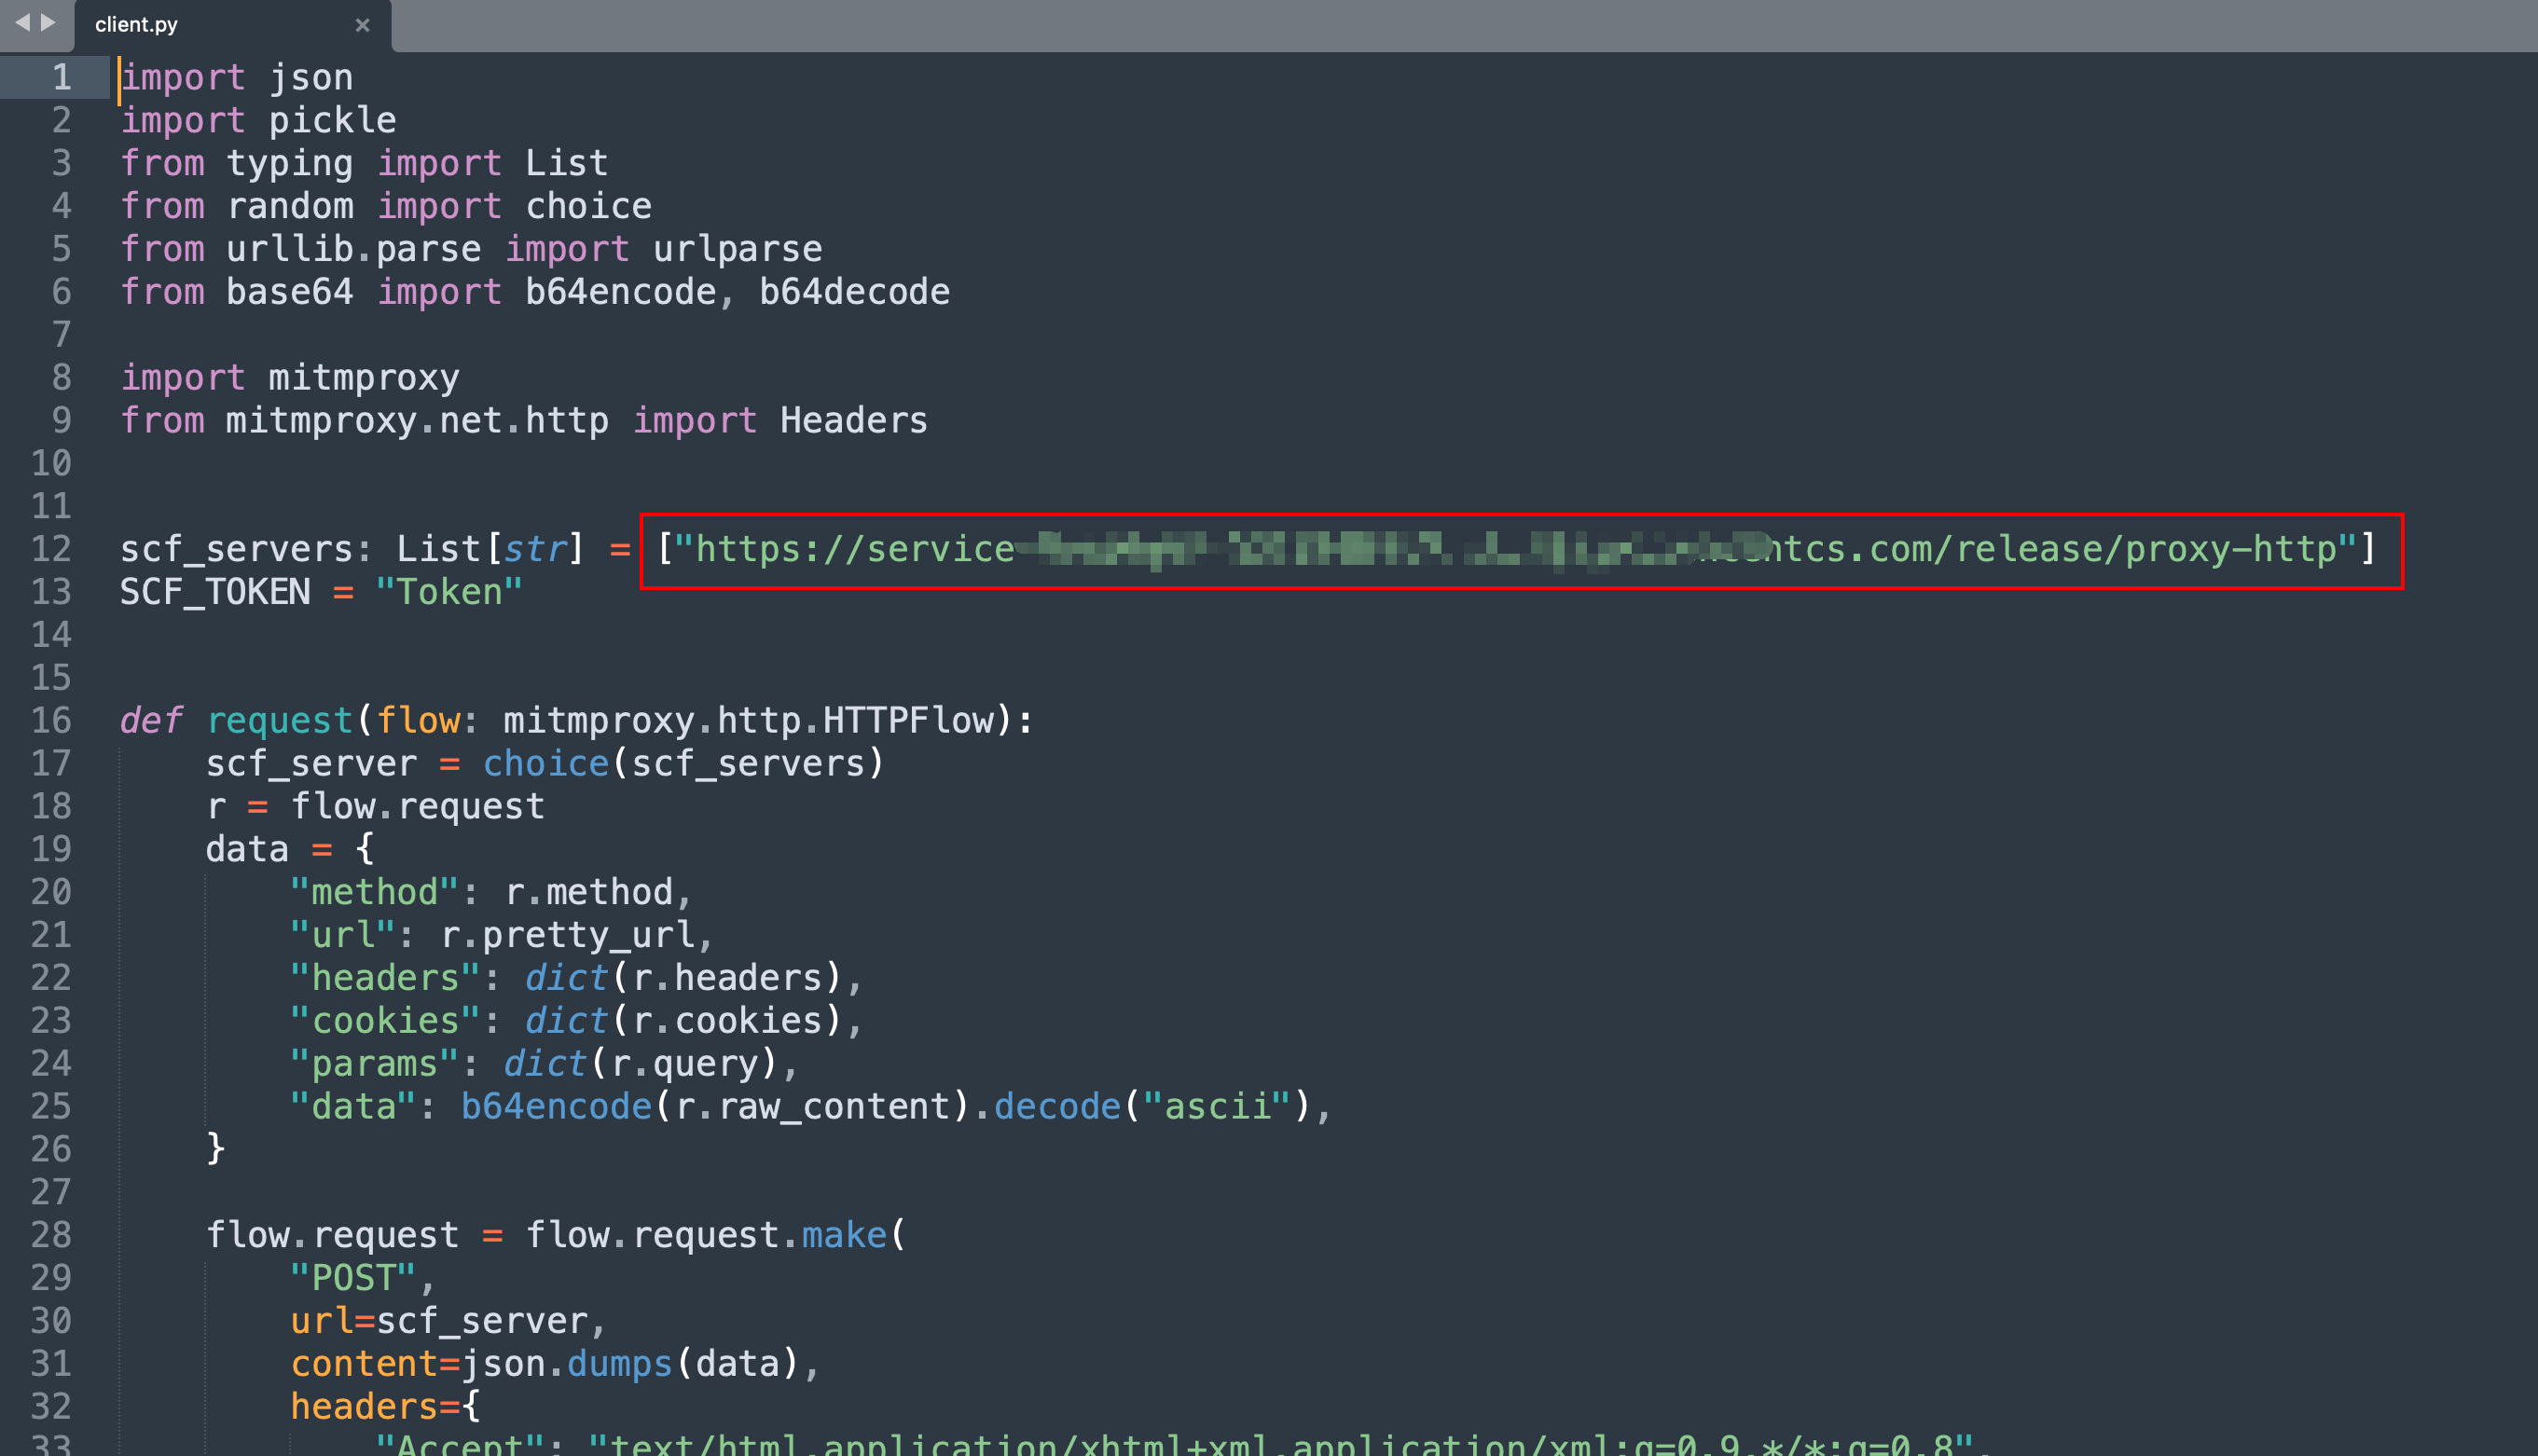 client.py ×
1 import json
2 import pickle
3 from typing import List
4 from random import choice
5 from urllib.parse import urlparse
6 from base64 import b64encode, b64decode
7
8 import mitmproxy
9 from mitmproxy.net.http import Headers
10
11
12 scf_servers: List[str] = ["https://service ntcs.com/release/proxy-http"]
13 SCF_TOKEN = "Token"
14
15
16 def request(flow: mitmproxy.http.HTTPFlow):
17     scf_server = choice(scf_servers)
18     r = flow.request
19     data = {
20         "method": r.method,
21         "url": r.pretty_url,
22         "headers": dict(r.headers),
23         "cookies": dict(r.cookies),
24         "params": dict(r.query),
25         "data": b64encode(r.raw_content).decode("ascii"),
26     }
27
28     flow.request = flow.request.make(
29         "POST",
30         url=scf_server,
31         content=json.dumps(data),
32         headers={
33             "Accept": "text/html,application/xhtml+xml,application/xml;q=0.9,*/*;q=0.8",